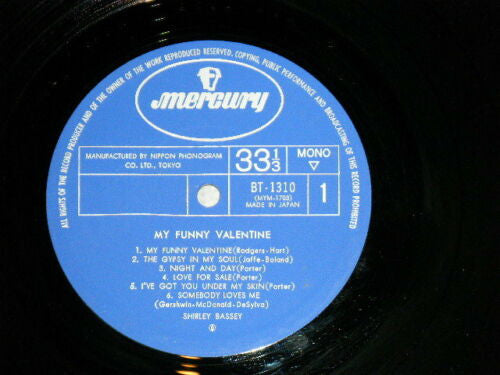 ALL RIGHTS OF THE RECORD PRODUCER AND OF THE OWNER OF THE WORK REPRODUCED RESERVED. COPYING, PUBLIC PERFORMANCE AND BROADCASTING OF THIS RECORD PROHIBITED
mercury
MANUFACTURED BY NIPPON PHONOGRAM
CO. LTD., TOKYO
33 1/3
MONO
▽
BT-1310
(MYM-1703)
MADE IN JAPAN
1
MY FUNNY VALENTINE
1. MY FUNNY VALENTINE(Rodgers-Hart)
2. THE GYPSY IN MY SOUL(Jaffe-Boland)
3. NIGHT AND DAY(Porter)
4. LOVE FOR SALE(Porter)
5. I'VE GOT YOU UNDER MY SKIN(Porter)
6. SOMEBODY LOVES ME
(Gershwin-McDonald-DeSylva)
SHIRLEY BASSEY